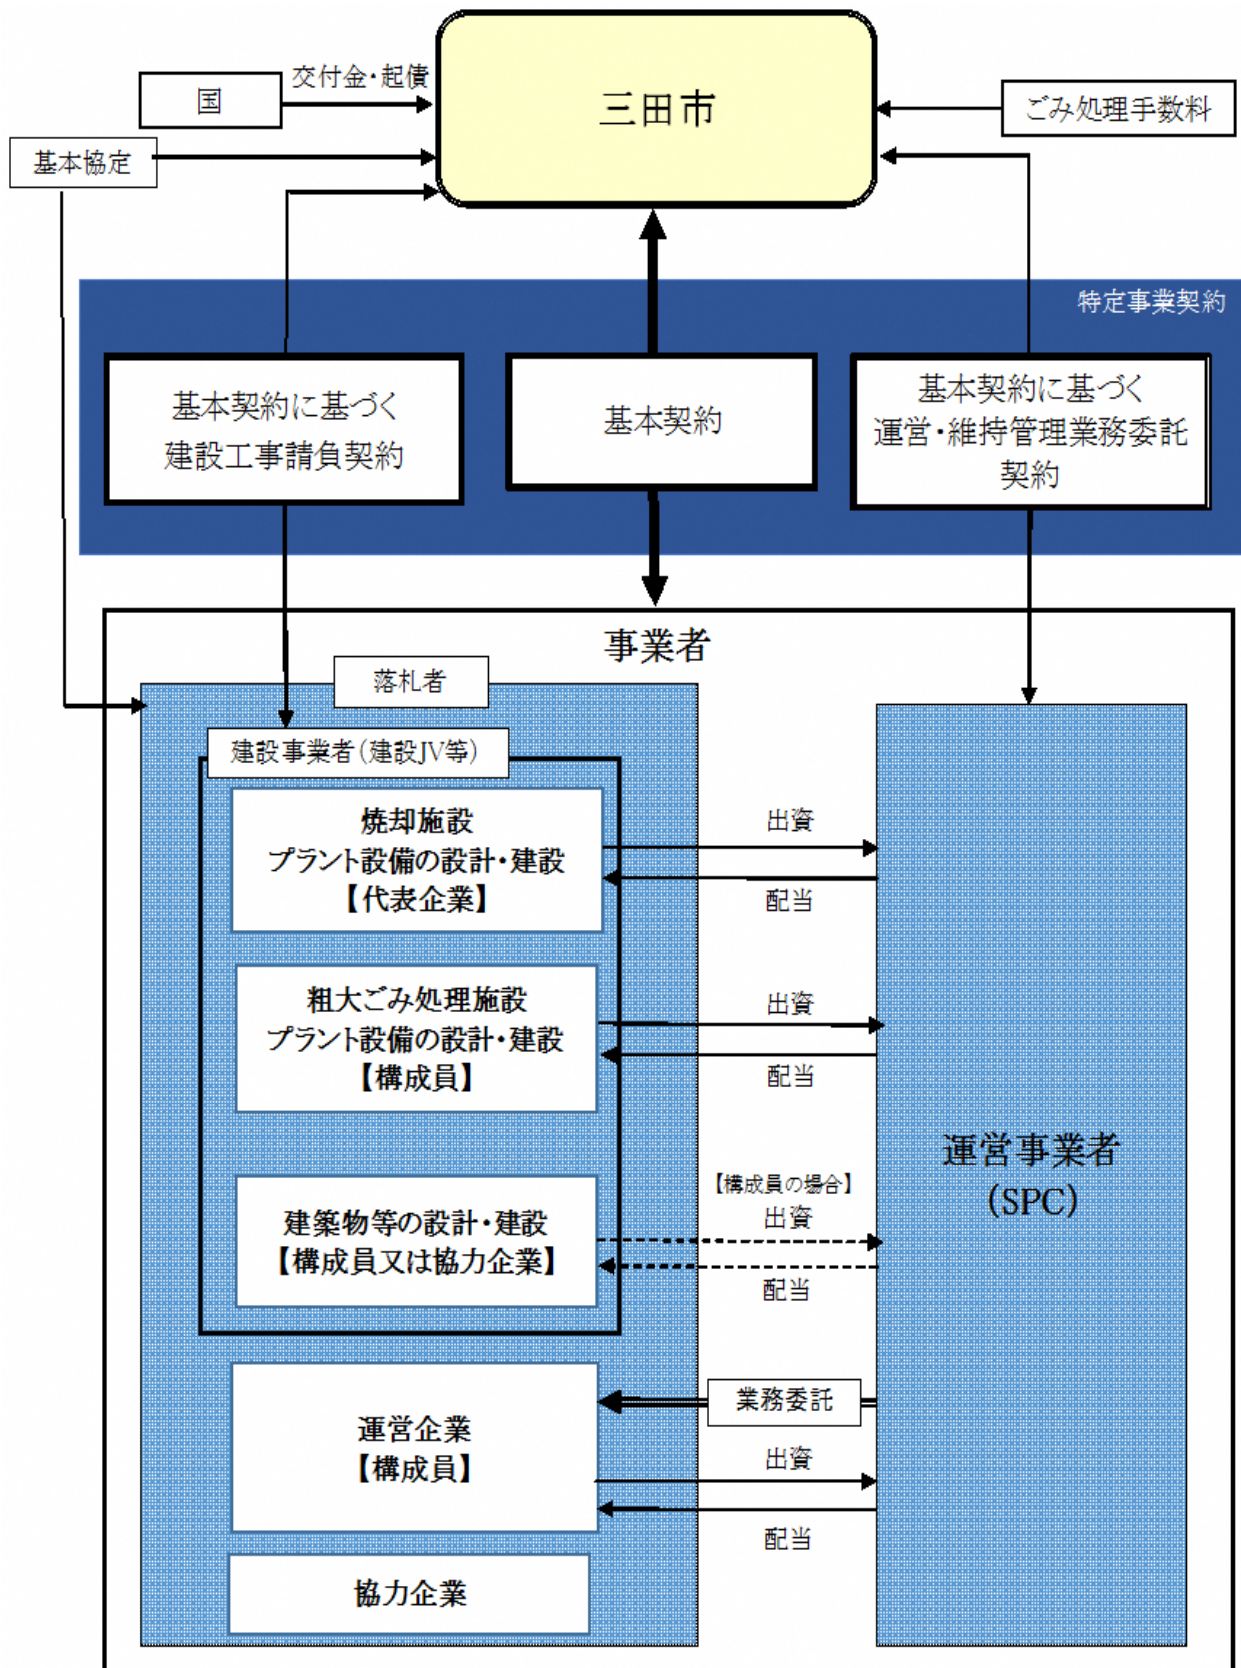 三田市
国
交付金・起債
ごみ処理手数料
基本協定
特定事業契約
基本契約に基づく
建設工事請負契約
基本契約
基本契約に基づく
運営・維持管理業務委託
契約
事業者
落札者
建設事業者(建設JV等)
焼却施設
プラント設備の設計・建設
【代表企業】
出資
配当
粗大ごみ処理施設
プラント設備の設計・建設
【構成員】
出資
配当
建築物等の設計・建設
【構成員又は協力企業】
【構成員の場合】
出資
配当
運営事業者
(SPC)
運営企業
【構成員】
業務委託
出資
配当
協力企業